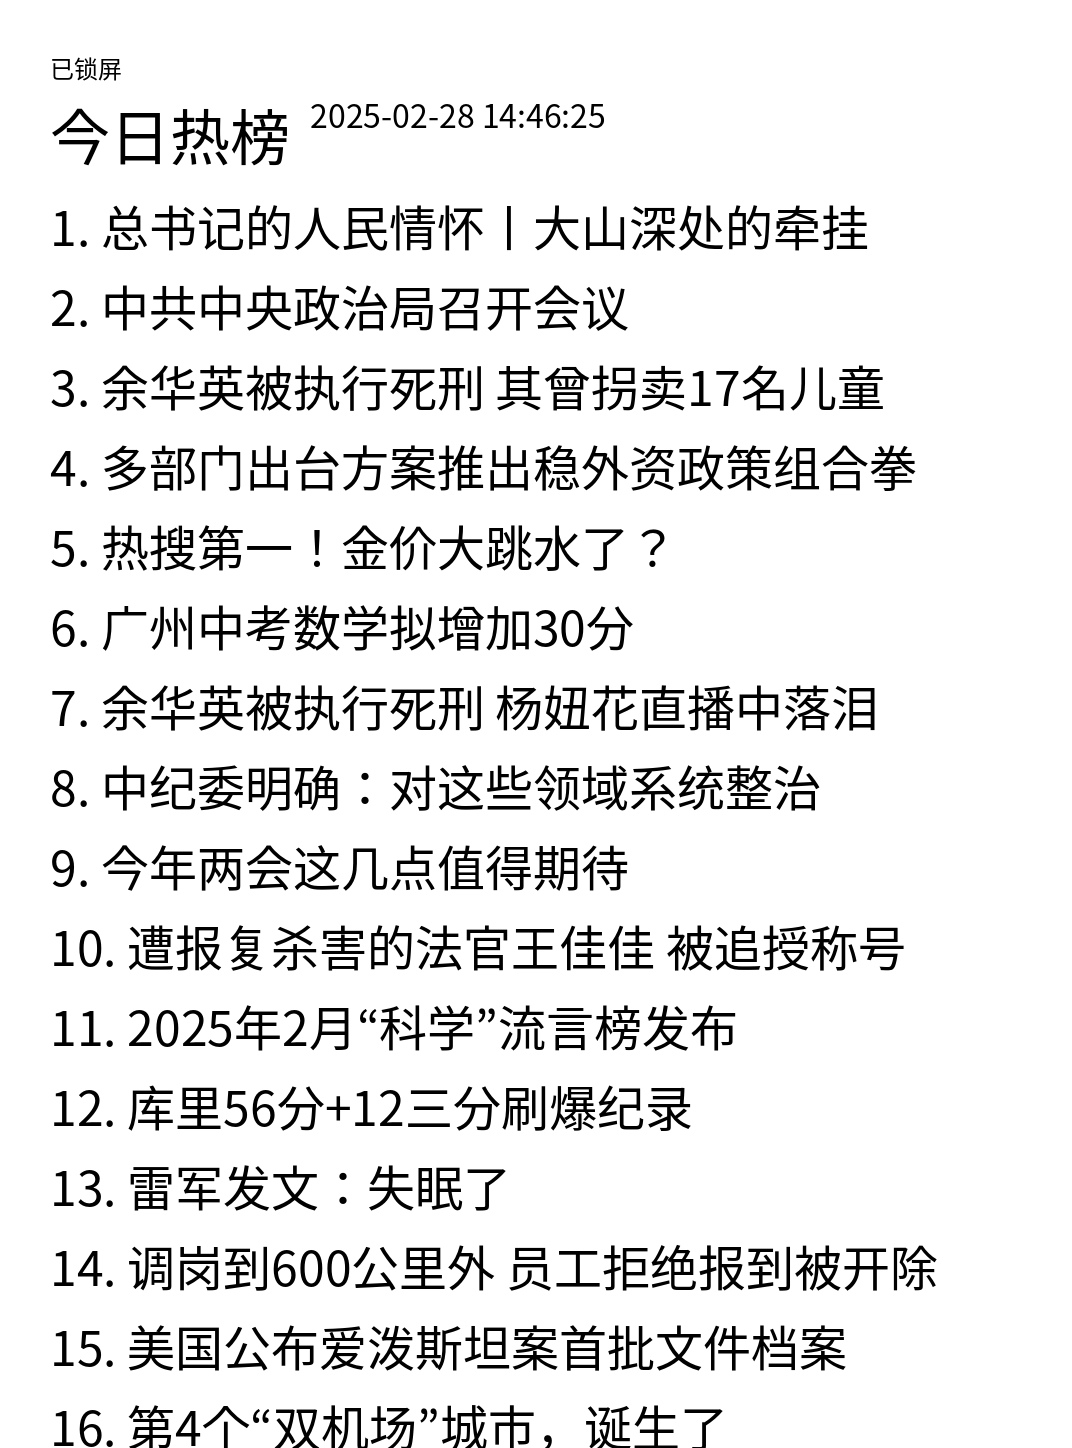 已锁屏
今日热榜 2025-02-28 14:46:25
1. 总书记的人民情怀丨大山深处的牵挂
2. 中共中央政治局召开会议
3. 余华英被执行死刑 其曾拐卖17名儿童
4. 多部门出台方案推出稳外资政策组合拳
5. 热搜第一！金价大跳水了？
6. 广州中考数学拟增加30分
7. 余华英被执行死刑 杨妞花直播中落泪
8. 中纪委明确：对这些领域系统整治
9. 今年两会这几点值得期待
10. 遭报复杀害的法官王佳佳 被追授称号
11. 2025年2月“科学”流言榜发布
12. 库里56分+12三分刷爆纪录
13. 雷军发文：失眠了
14. 调岗到600公里外 员工拒绝报到被开除
15. 美国公布爱泼斯坦案首批文件档案
16. 第4个“双机场”城市，诞生了